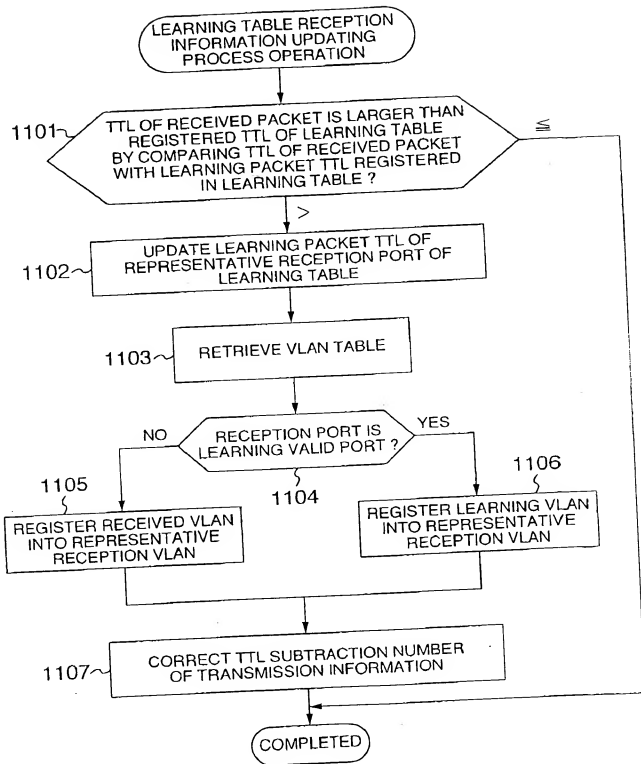 LEARNING TABLE RECEPTION
INFORMATION UPDATING
PROCESS OPERATION
1101
TTL OF RECEIVED PACKET IS LARGER THAN
REGISTERED TTL OF LEARNING TABLE
BY COMPARING TTL OF RECEIVED PACKET
WITH LEARNING PACKET TTL REGISTERED
IN LEARNING TABLE ?
≦
>
1102
UPDATE LEARNING PACKET TTL OF
REPRESENTATIVE RECEPTION PORT OF
LEARNING TABLE
1103
RETRIEVE VLAN TABLE
NO
RECEPTION PORT IS
LEARNING VALID PORT ?
YES
1104
1105
REGISTER RECEIVED VLAN
INTO REPRESENTATIVE
RECEPTION VLAN
1106
REGISTER LEARNING VLAN
INTO REPRESENTATIVE
RECEPTION VLAN
1107
CORRECT TTL SUBTRACTION NUMBER
OF TRANSMISSION INFORMATION
COMPLETED